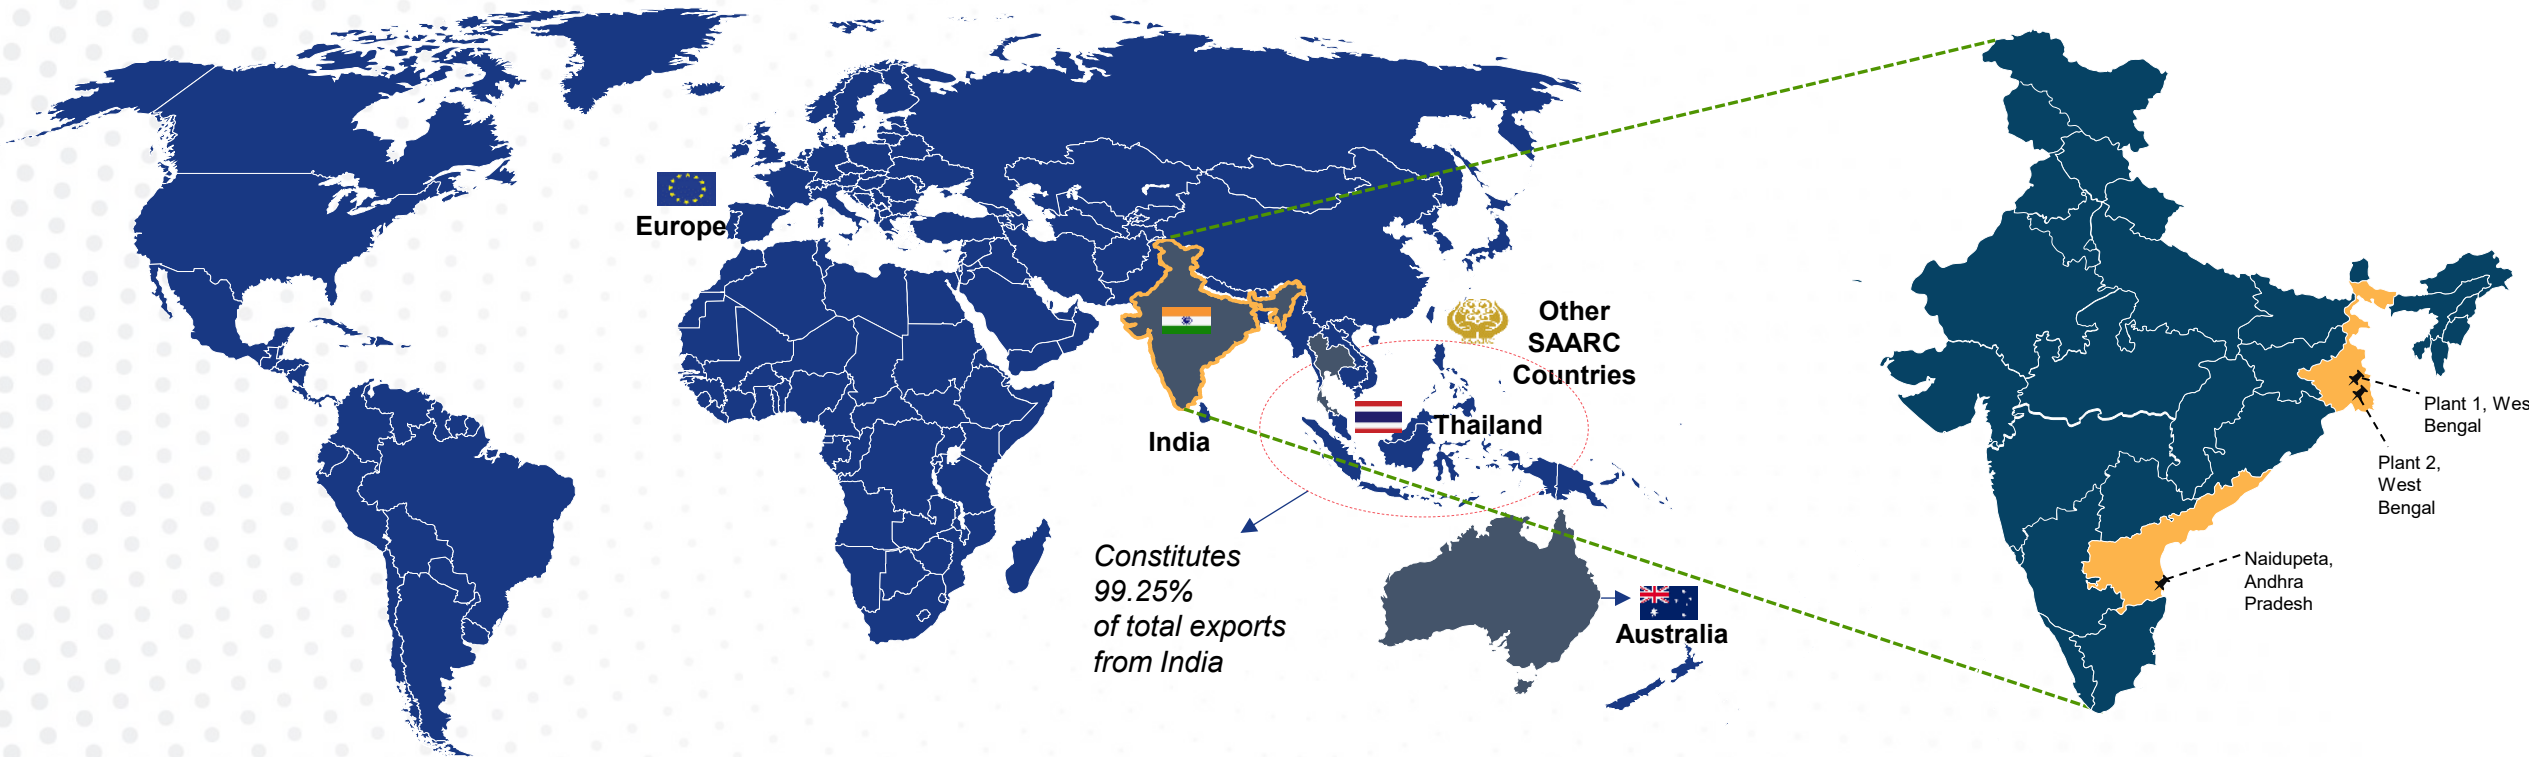 Europe
India
Other
SAARC
Countries
Thailand
Constitutes
99.25%
of total exports
from India
Australia
Plant 1, Wes
Bengal
Plant 2,
West
Bengal
Naidupeta,
Andhra
Pradesh